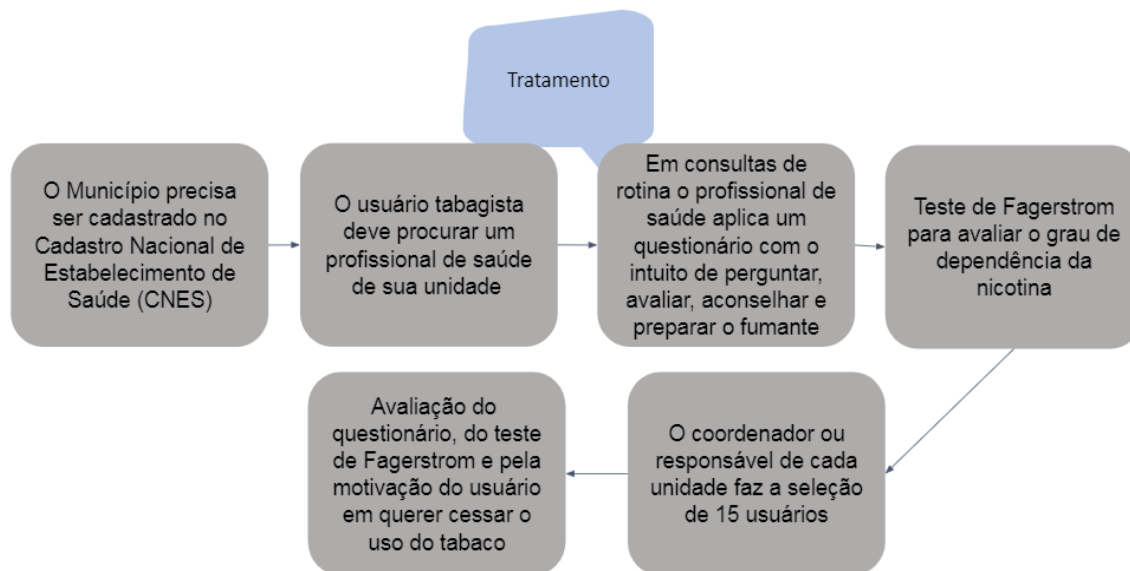 Tratamento
O Município precisa
ser cadastrado no
Cadastro Nacional de
Estabelecimento de
Saúde (CNES)
O usuário tabagista
deve procurar um
profissional de saúde
de sua unidade
Em consultas de
rotina o profissional de
saúde aplica um
questionário com o
intuito de perguntar,
avaliar, aconselhar e
preparar o fumante
Teste de Fagerstrom
para avaliar o grau de
dependência da
nicotina
O coordenador ou
responsável de cada
unidade faz a seleção
de 15 usuários
Avaliação do
questionário, do teste
de Fagerstrom e pela
motivação do usuário
em querer cessar o
uso do tabaco